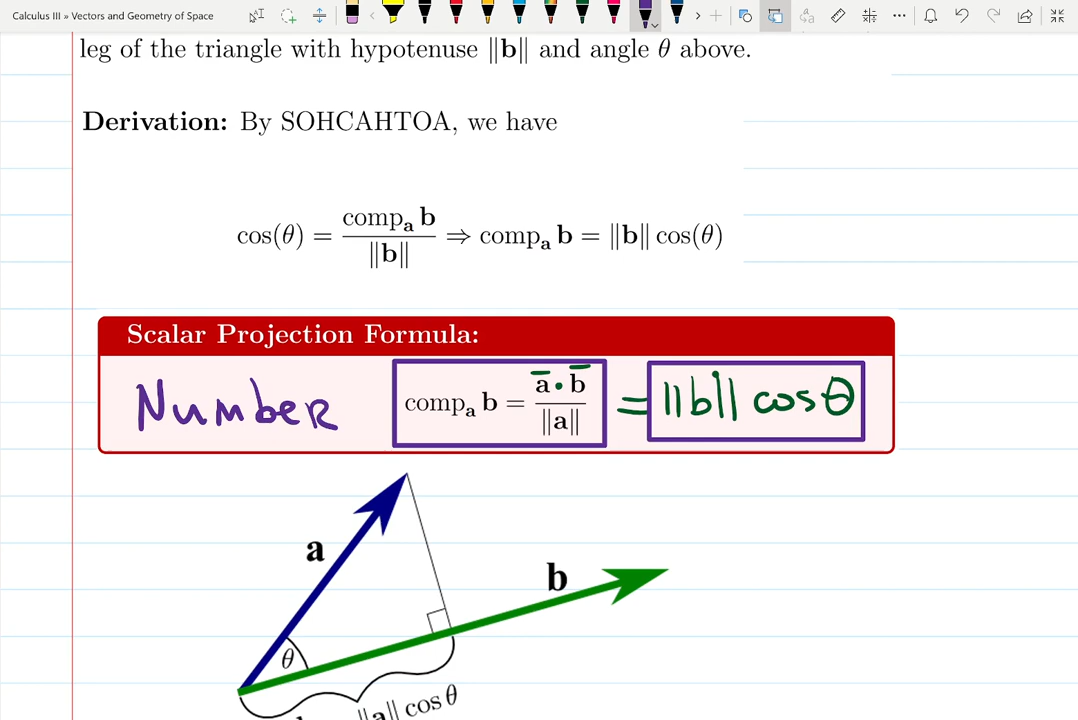 Calculus III » Vectors and Geometry of Space
leg of the triangle with hypotenuse ‖b‖ and angle θ above.
Derivation: By SOHCAHTOA, we have
cos(θ) = comp_a b / ‖b‖ ⇒ comp_a b = ‖b‖ cos(θ)
Scalar Projection Formula:
Number comp_a b = a • b / ‖a‖ = ‖b‖ cos θ
a
b
θ
‖a‖ cos θ